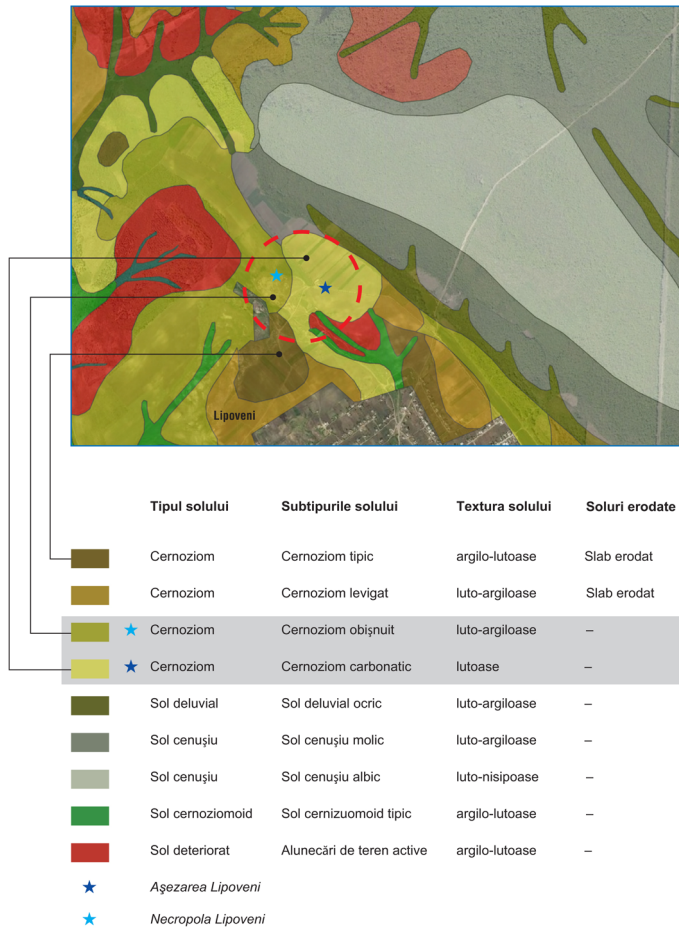 Lipoveni
Tipul solului Subtipurile solului Textura solului Soluri erodate
Cernoziom Cernoziom tipic argilo-lutoase Slab erodat
Cernoziom Cernoziom levigat luto-argiloase Slab erodat
Cernoziom Cernoziom obişnuit luto-argiloase –
Cernoziom Cernoziom carbonatic lutoase –
Sol deluvial Sol deluvial ocric luto-argiloase –
Sol cenuşiu Sol cenuşiu molic luto-argiloase –
Sol cenuşiu Sol cenuşiu albic luto-nisipoase –
Sol cernoziomoid Sol cernizuomoid tipic argilo-lutoase –
Sol deteriorat Alunecări de teren active argilo-lutoase –
Aşezarea Lipoveni
Necropola Lipoveni